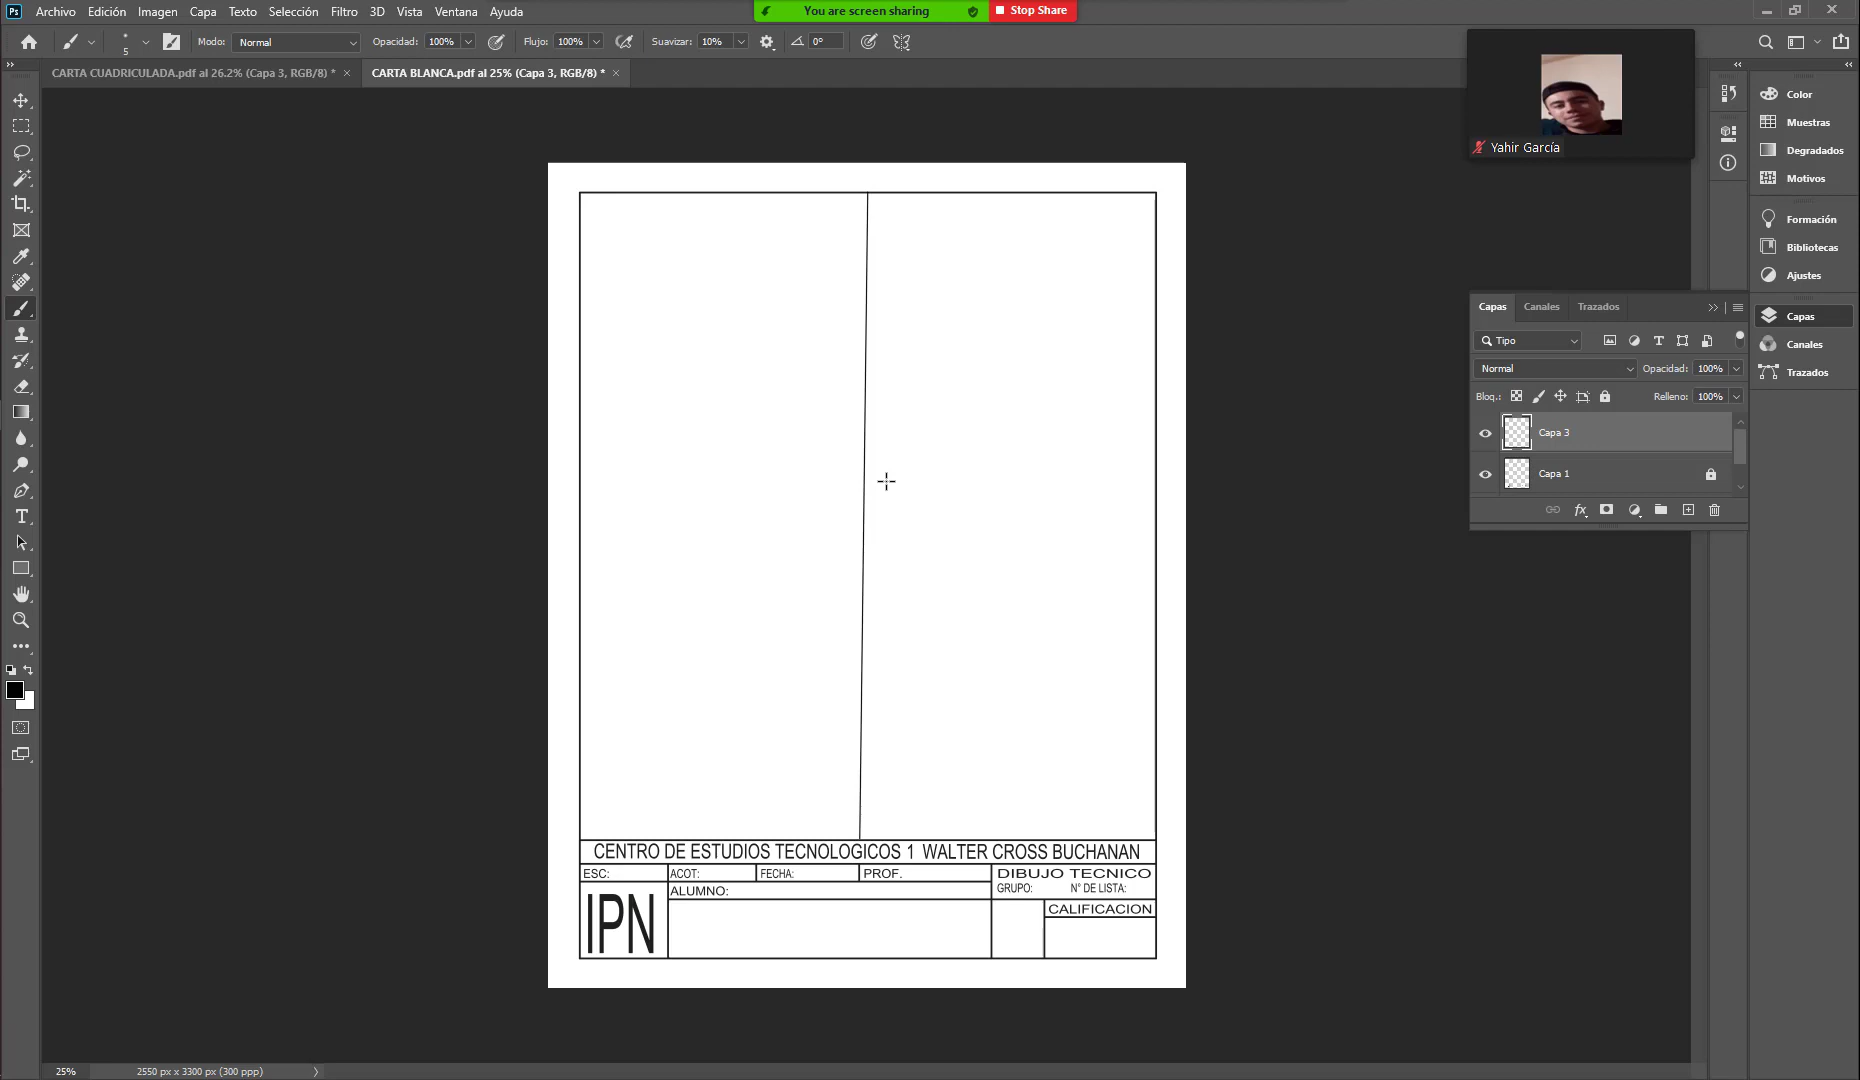 Ps Archivo Edición Imagen Capa Texto Selección Filtro 3D Vista Ventana Ayuda
You are screen sharing Stop Share
5 Modo: Normal Opacidad: 100% Flujo: 100% Suavizar: 10% 0°
CARTA CUADRICULADA.pdf al 26.2% (Capa 3, RGB/8) * × CARTA BLANCA.pdf al 25% (Capa 3, RGB/8) * ×
Yahir García
Color
Muestras
Degradados
Motivos
Formación
Bibliotecas
Ajustes
Capas
Canales
Trazados
Capas Canales Trazados
Tipo
Normal Opacidad: 100%
Bloq.: Relleno: 100%
Capa 3
Capa 1
fx
CENTRO DE ESTUDIOS TECNOLOGICOS 1 WALTER CROSS BUCHANAN
ESC: ACOT: FECHA: PROF. DIBUJO TECNICO
ALUMNO: GRUPO: N° DE LISTA:
CALIFICACION
IPN
25% 2550 px x 3300 px (300 ppp)